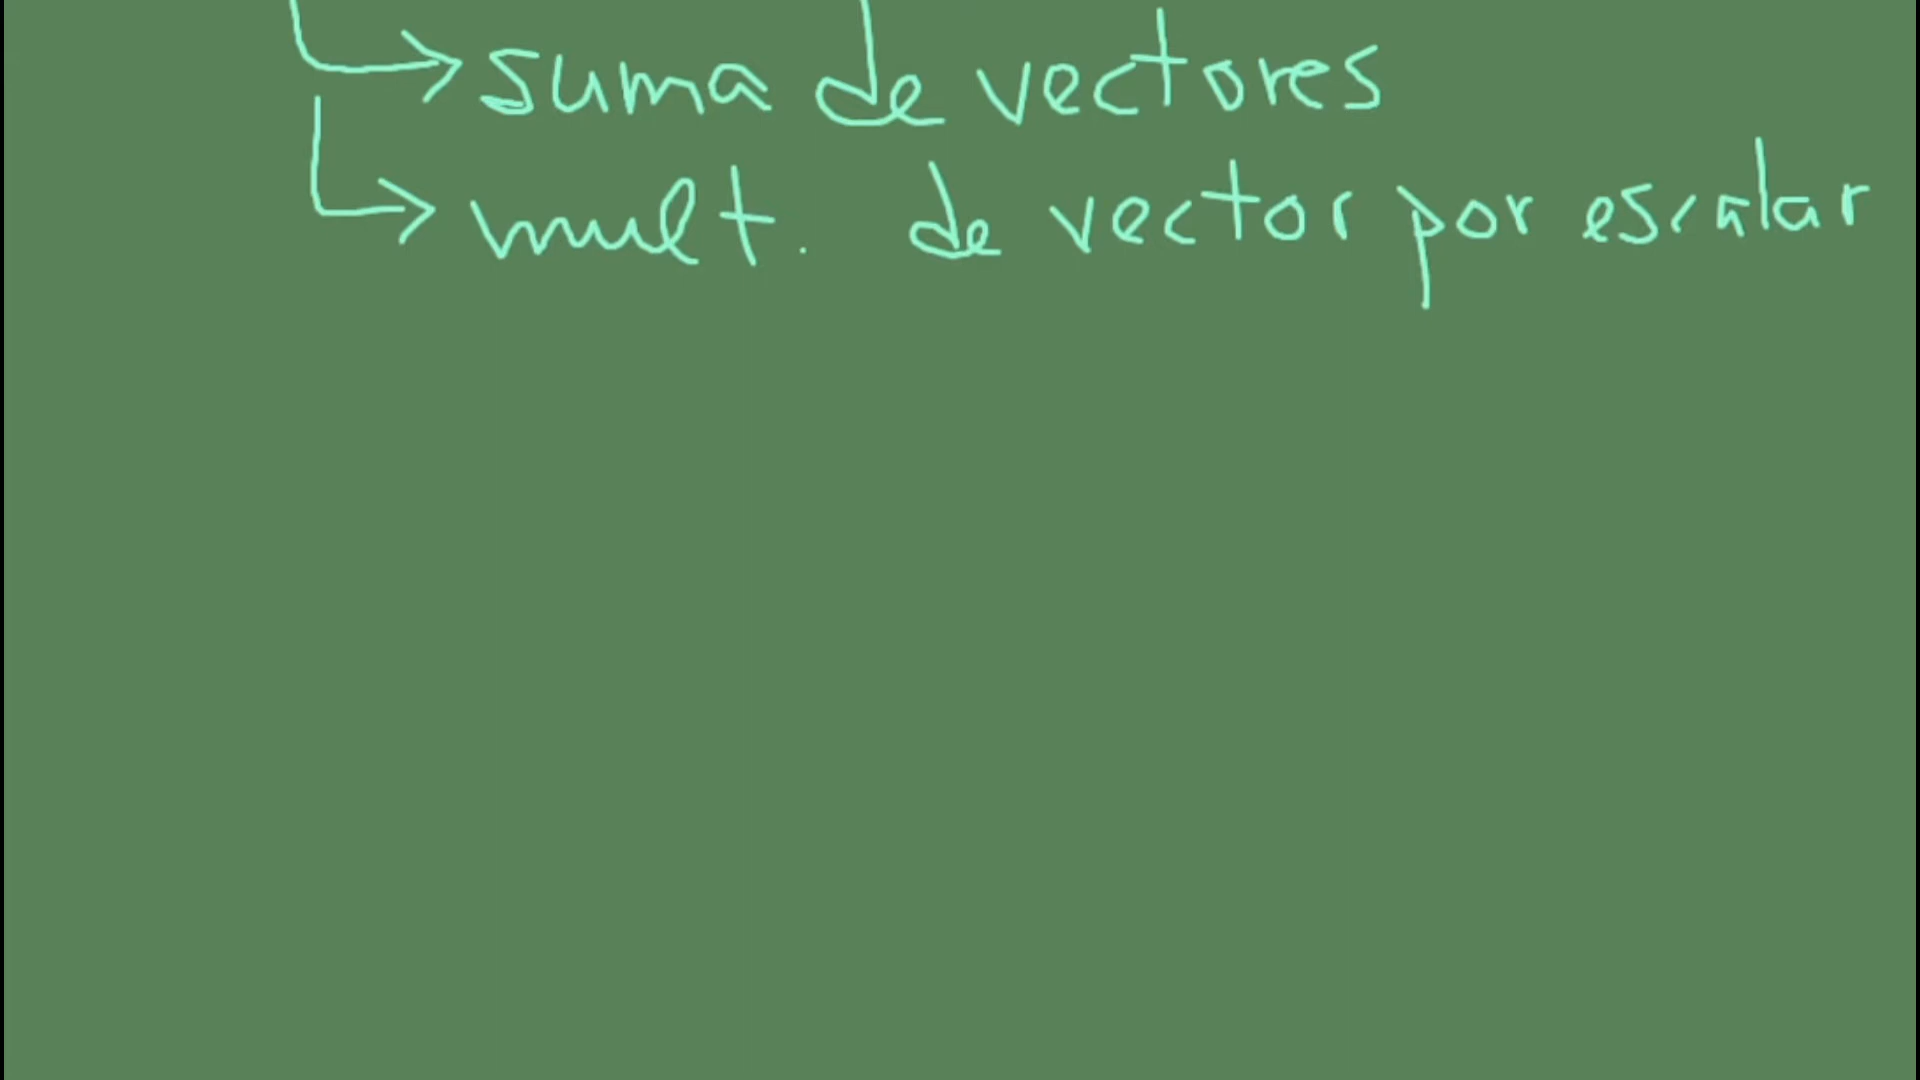 suma de vectores
mult. de vector por escalar